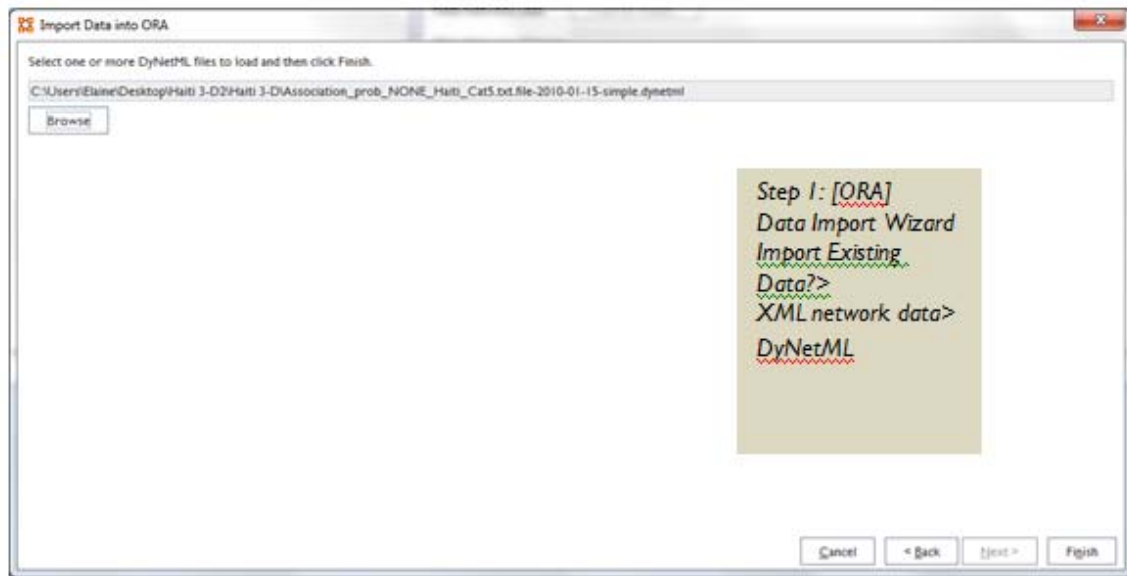 Import Data into ORA
Select one or more DyNetML files to load and then click Finish.
C:\Users\Elaine\Desktop\Haiti 3-D2\Haiti 3-D\Association_prob_NONE_Haiti_Cat5.txt.file-2010-01-15-simple.dynetml
Browse
Step 1: [ORA]
Data Import Wizard
Import Existing
Data?>
XML network data>
DyNetML
Cancel
< Back
Next >
Finish